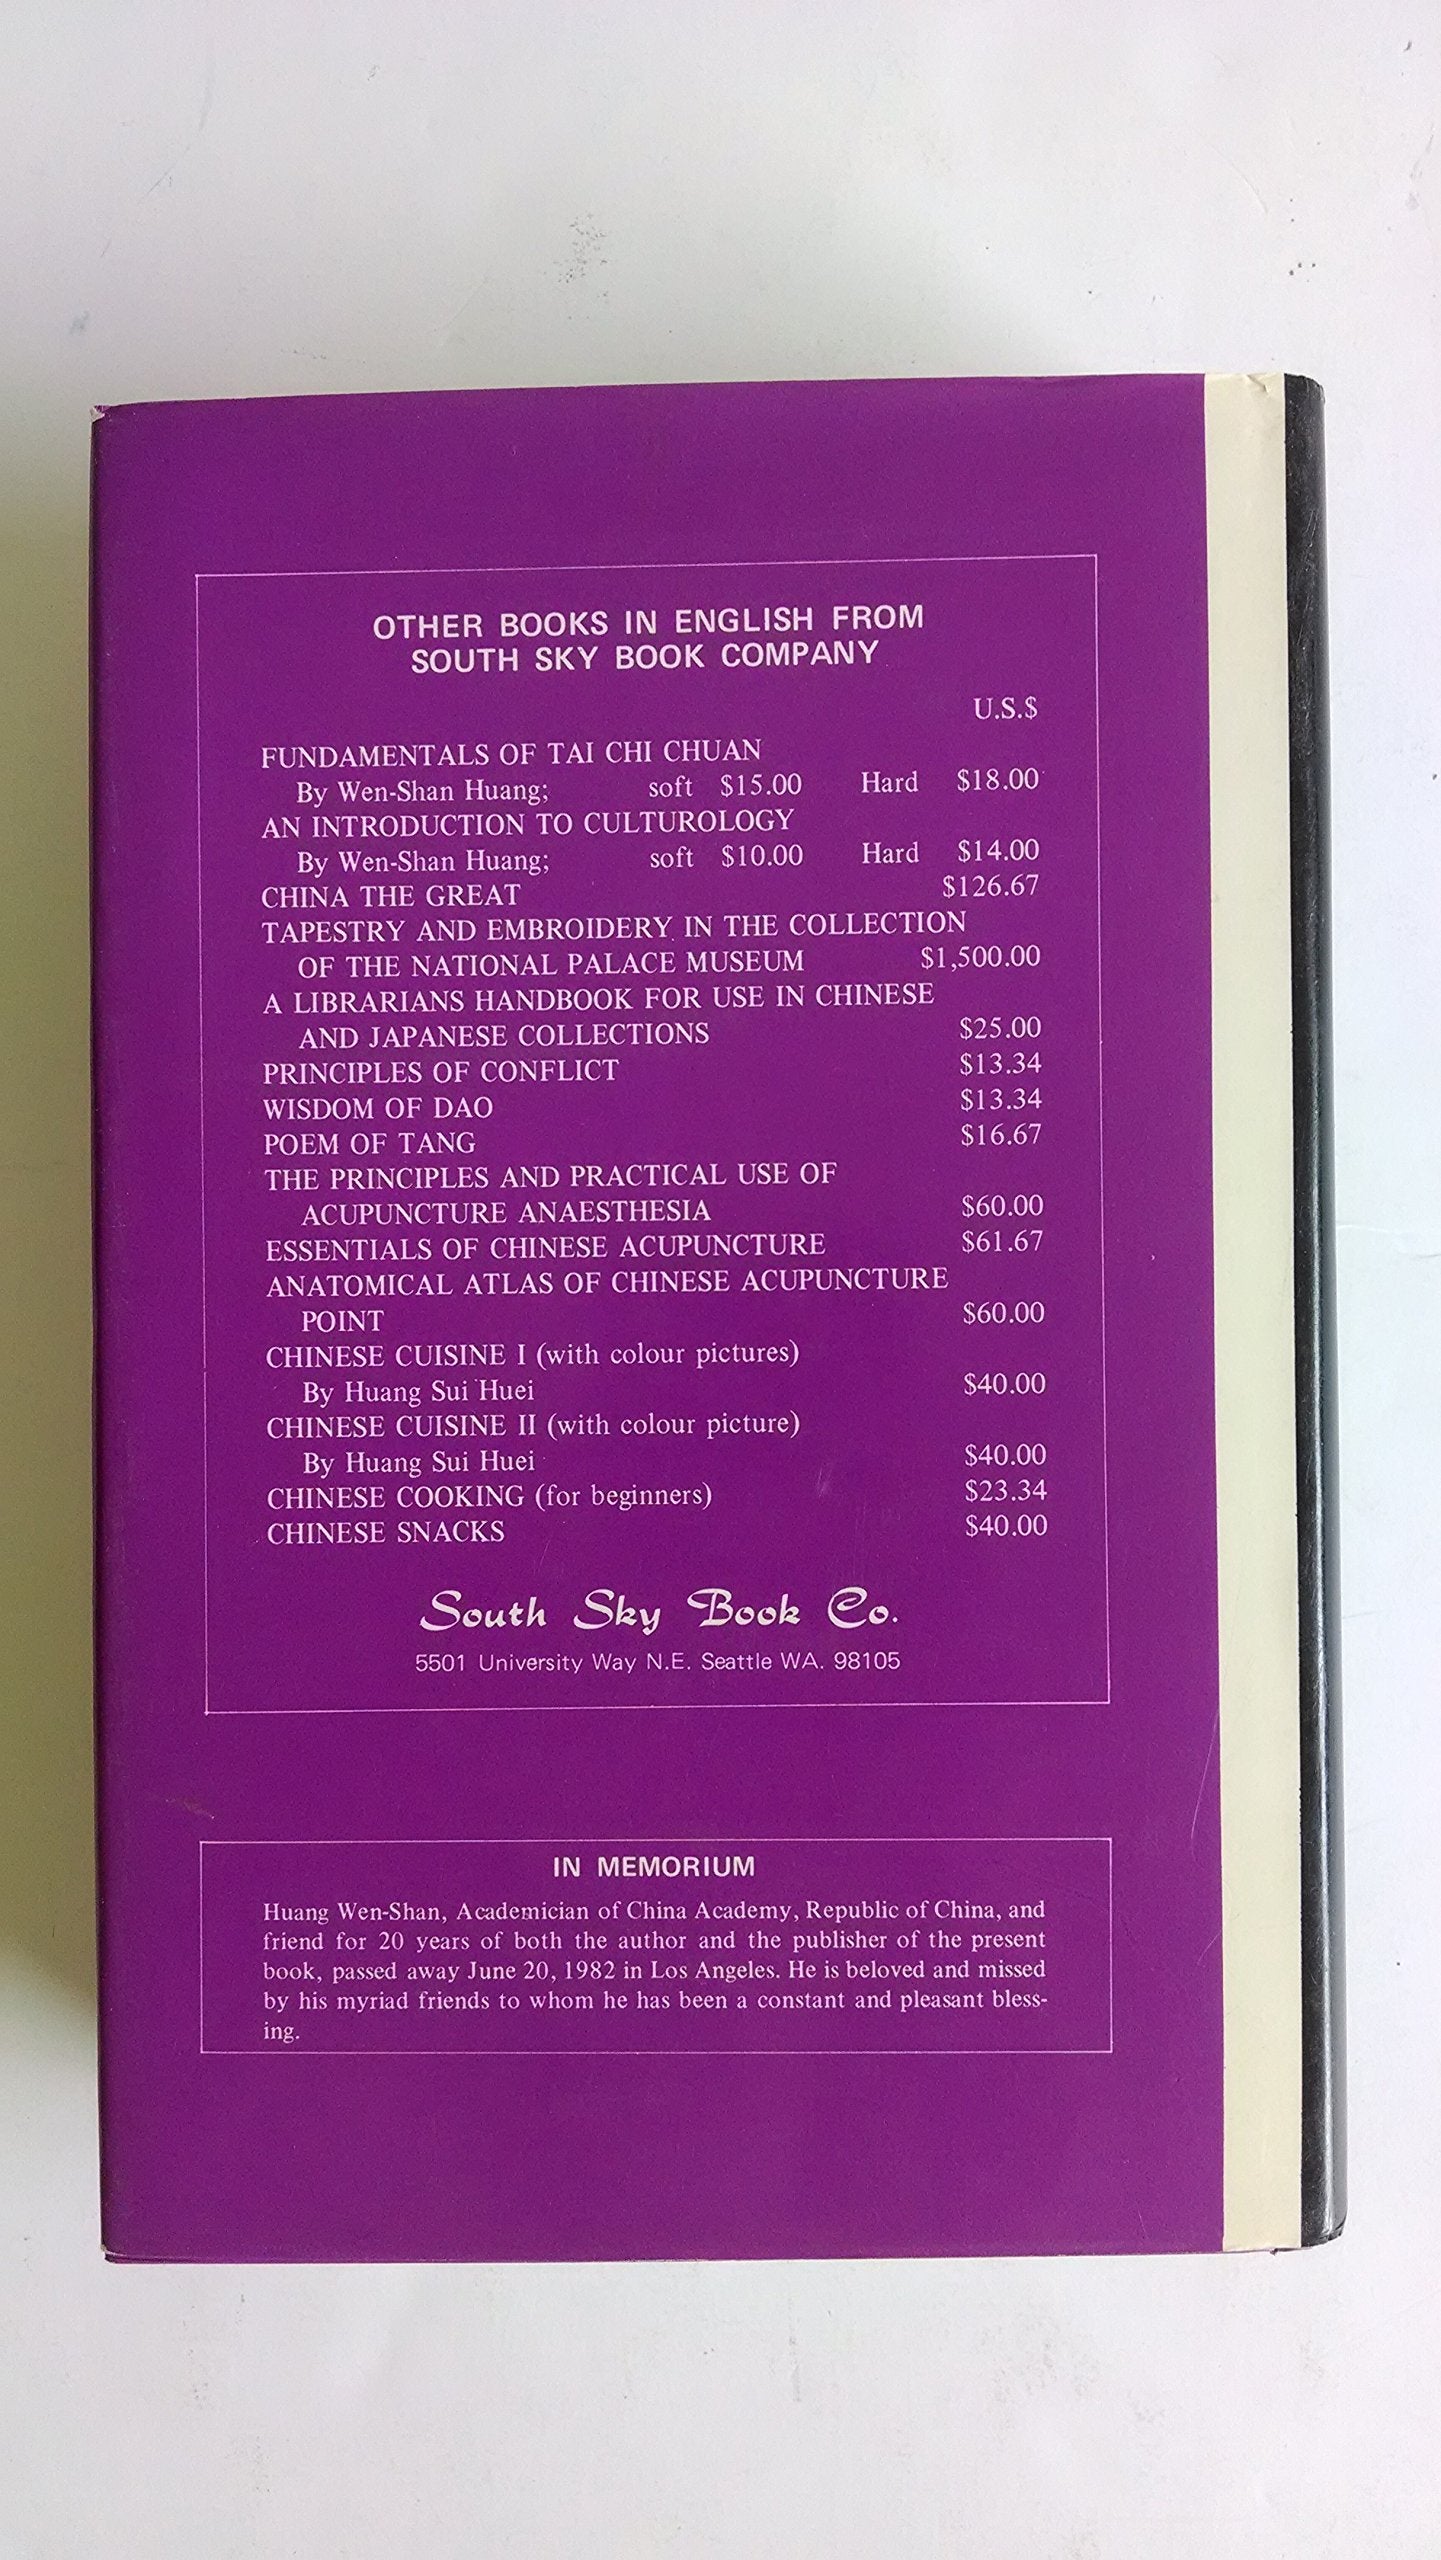 OTHER BOOKS IN ENGLISH FROM
SOUTH SKY BOOK COMPANY
U.S.$
FUNDAMENTALS OF TAI CHI CHUAN
By Wen-Shan Huang; soft $15.00 Hard $18.00
AN INTRODUCTION TO CULTUROLOGY
By Wen-Shan Huang; soft $10.00 Hard $14.00
CHINA THE GREAT $126.67
TAPESTRY AND EMBROIDERY IN THE COLLECTION
OF THE NATIONAL PALACE MUSEUM $1,500.00
A LIBRARIANS HANDBOOK FOR USE IN CHINESE
AND JAPANESE COLLECTIONS $25.00
PRINCIPLES OF CONFLICT $13.34
WISDOM OF DAO $13.34
POEM OF TANG $16.67
THE PRINCIPLES AND PRACTICAL USE OF
ACUPUNCTURE ANAESTHESIA $60.00
ESSENTIALS OF CHINESE ACUPUNCTURE $61.67
ANATOMICAL ATLAS OF CHINESE ACUPUNCTURE
POINT $60.00
CHINESE CUISINE I (with colour pictures)
By Huang Sui Huei $40.00
CHINESE CUISINE II (with colour picture)
By Huang Sui Huei $40.00
CHINESE COOKING (for beginners) $23.34
CHINESE SNACKS $40.00
South Sky Book Co.
5501 University Way N.E. Seattle WA. 98105
IN MEMORIUM
Huang Wen-Shan, Academician of China Academy, Republic of China, and
friend for 20 years of both the author and the publisher of the present
book, passed away June 20, 1982 in Los Angeles. He is beloved and missed
by his myriad friends to whom he has been a constant and pleasant bless-
ing.